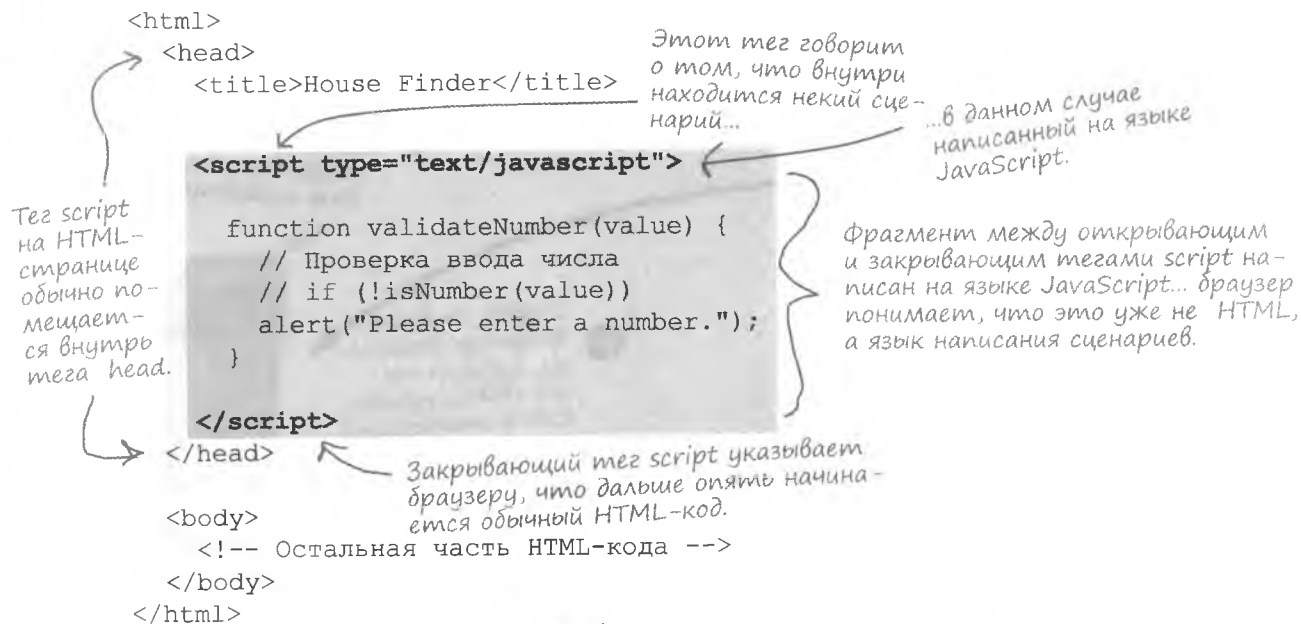 <html>
<head>
<title>House Finder</title>
Этот тег говорит
о том, что внутри
находится некий сце-
нарий...
...в данном случае
написанный на языке
JavaScript.
<script type="text/javascript">
function validateNumber(value) {
// Проверка ввода числа
// if (!isNumber(value))
alert("Please enter a number.");
}
</script>
Тег script
на HTML-
странице
обычно по-
мещает-
ся внутрь
тега head.
Фрагмент между открывающим
и закрывающим тегами script на-
писан на языке JavaScript... браузер
понимает, что это уже не HTML,
а язык написания сценариев.
</head>
Закрывающий тег script указывает
браузеру, что дальше опять начина-
ется обычный HTML-код.
<body>
<!-- Остальная часть HTML-кода -->
</body>
</html>